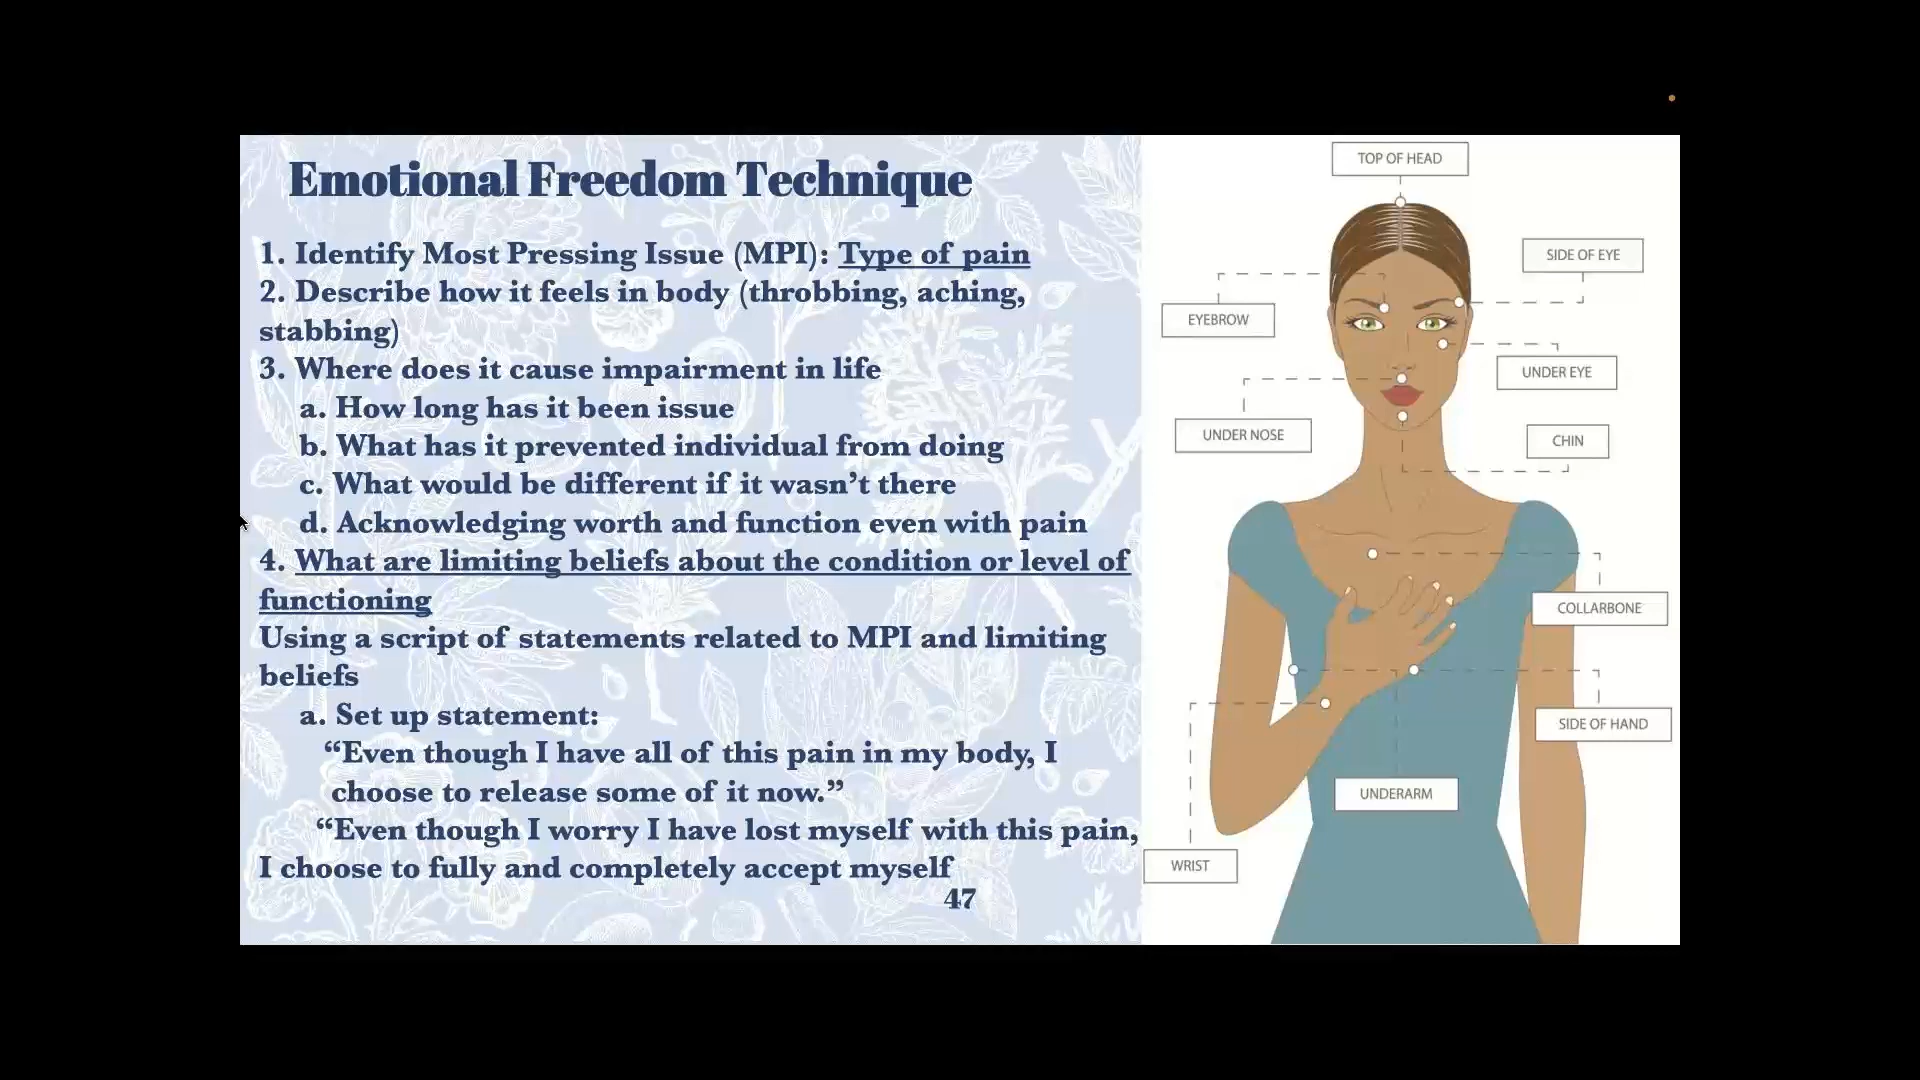 Emotional Freedom Technique
1. Identify Most Pressing Issue (MPI): Type of pain
2. Describe how it feels in body (throbbing, aching,
stabbing)
3. Where does it cause impairment in life
a. How long has it been issue
b. What has it prevented individual from doing
c. What would be different if it wasn’t there
d. Acknowledging worth and function even with pain
4. What are limiting beliefs about the condition or level of
functioning
Using a script of statements related to MPI and limiting
beliefs
a. Set up statement:
“Even though I have all of this pain in my body, I
choose to release some of it now.”
“Even though I worry I have lost myself with this pain,
I choose to fully and completely accept myself
47
TOP OF HEAD
SIDE OF EYE
EYEBROW
UNDER EYE
UNDER NOSE
CHIN
COLLARBONE
SIDE OF HAND
UNDERARM
WRIST